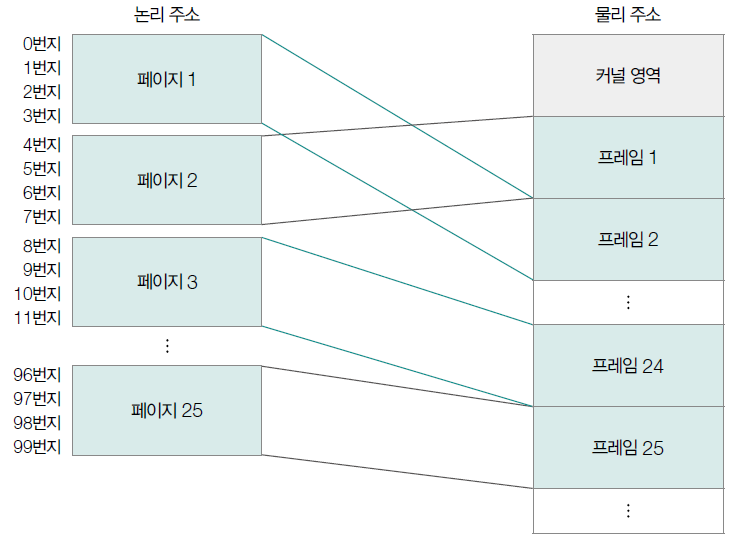 논리 주소
0번지
1번지
2번지
3번지
페이지 1
4번지
5번지
6번지
7번지
페이지 2
8번지
9번지
10번지
11번지
페이지 3
⋮
96번지
97번지
98번지
99번지
페이지 25
물리 주소
커널 영역
프레임 1
프레임 2
⋮
프레임 24
프레임 25
⋮